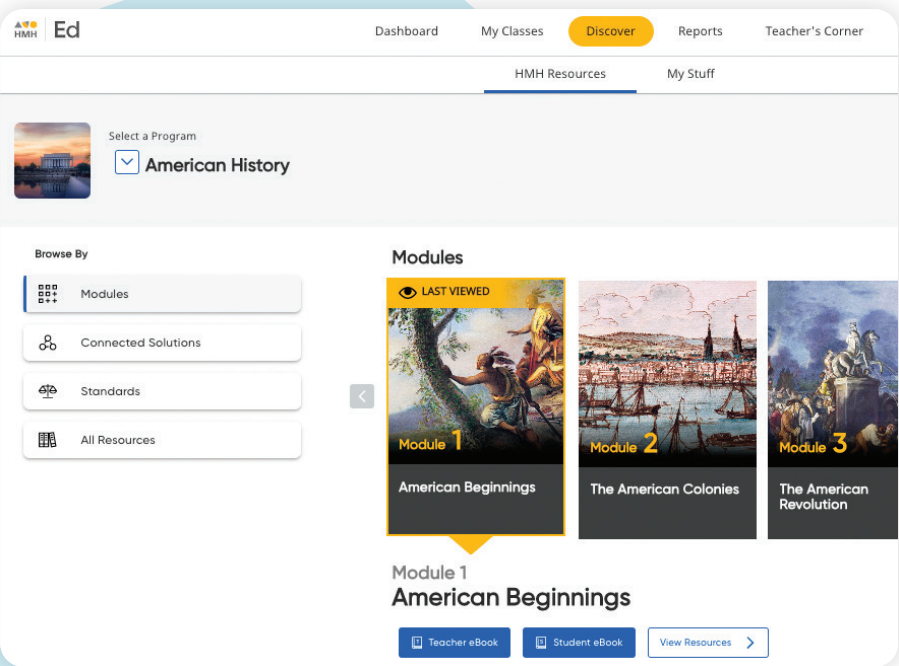 HMH Ed
Dashboard My Classes Discover Reports Teacher's Corner
HMH Resources My Stuff
Select a Program
American History
Browse By
Modules
Connected Solutions
Standards
All Resources
Modules
LAST VIEWED
Module 1
American Beginnings
Module 2
The American Colonies
Module 3
The American
Revolution
Module 1
American Beginnings
Teacher eBook Student eBook View Resources